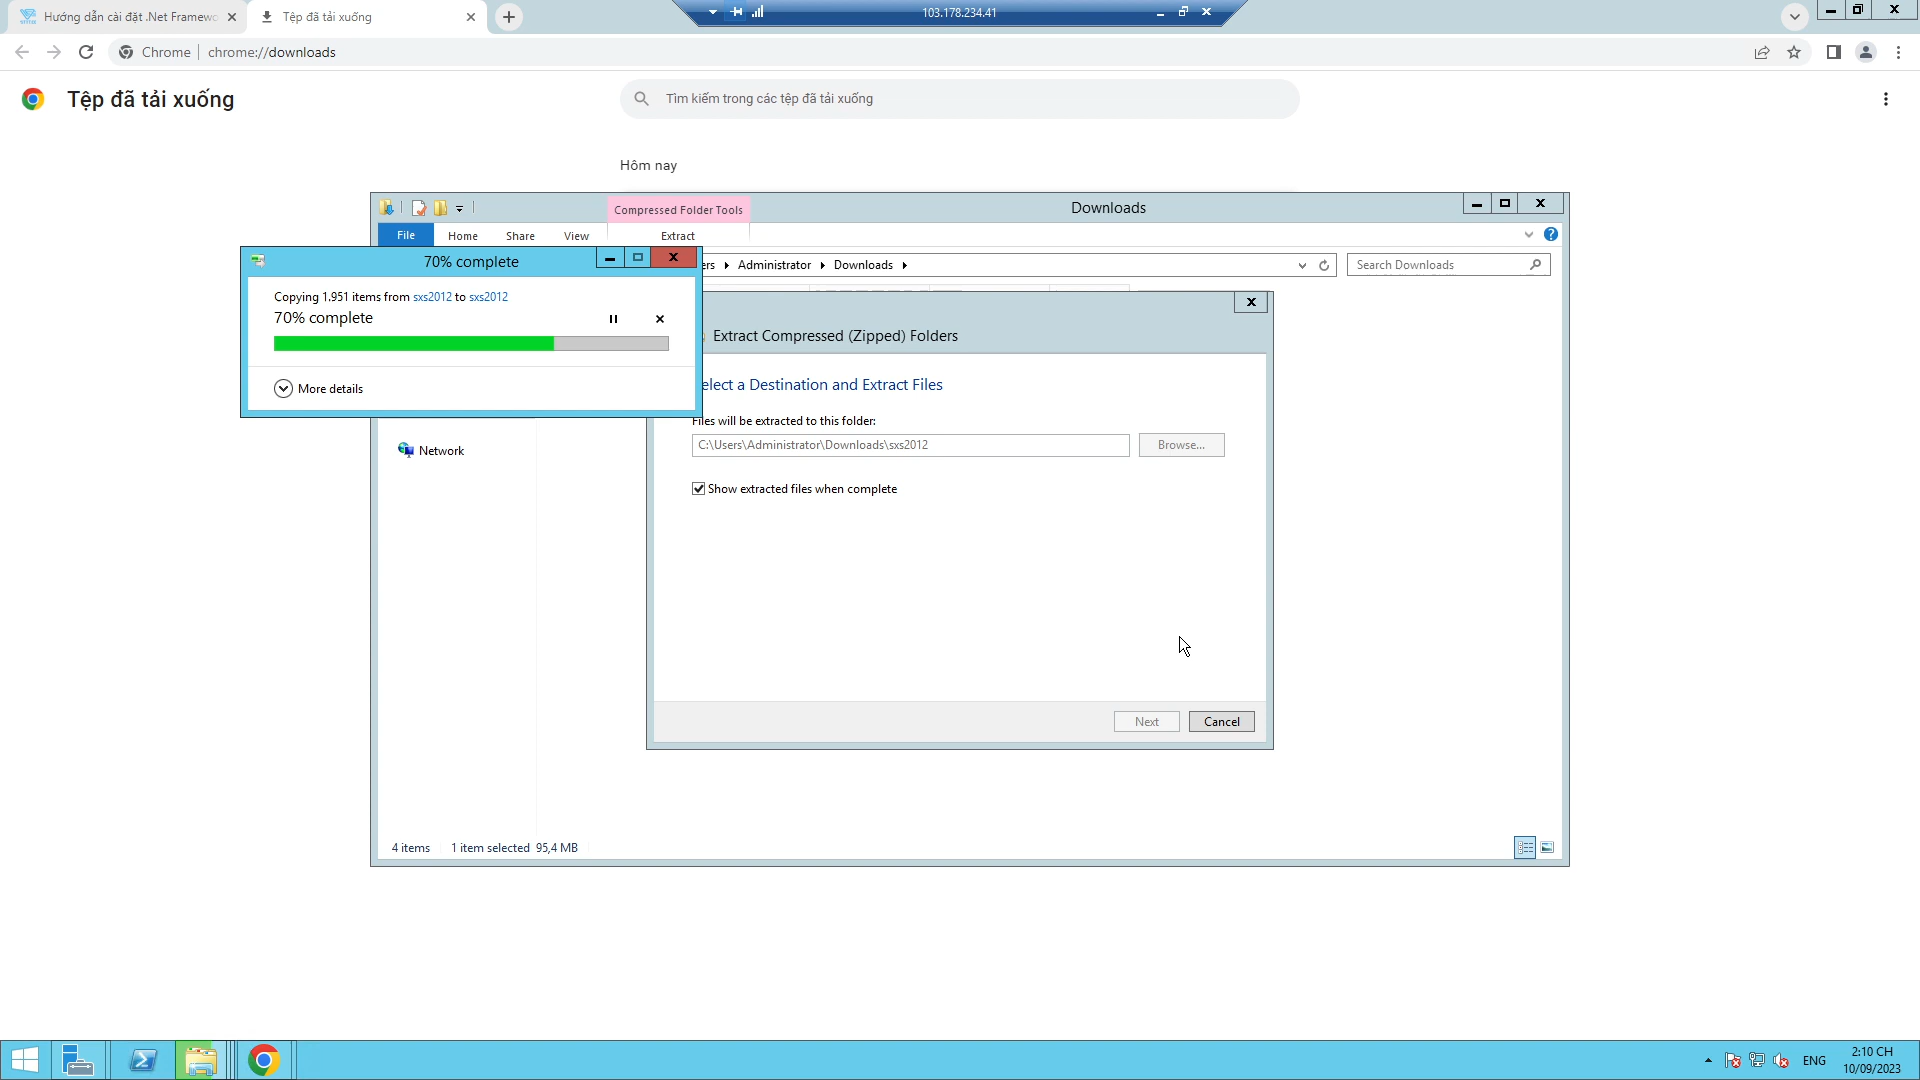 Hướng dẫn cài đặt .Net Framewo
Tệp đã tải xuống
103.178.234.41
Chrome
chrome://downloads
Tệp đã tải xuống
Tìm kiếm trong các tệp đã tải xuống
Hôm nay
Compressed Folder Tools
Downloads
File
Home
Share
View
Extract
70% complete
ers
Administrator
Downloads
Search Downloads
Copying 1.951 items from sxs2012 to sxs2012
70% complete
Extract Compressed (Zipped) Folders
More details
elect a Destination and Extract Files
Files will be extracted to this folder:
C:\Users\Administrator\Downloads\sxs2012
Browse...
Network
Show extracted files when complete
Next
Cancel
4 items
1 item selected 95,4 MB
ENG
2:10 CH
10/09/2023